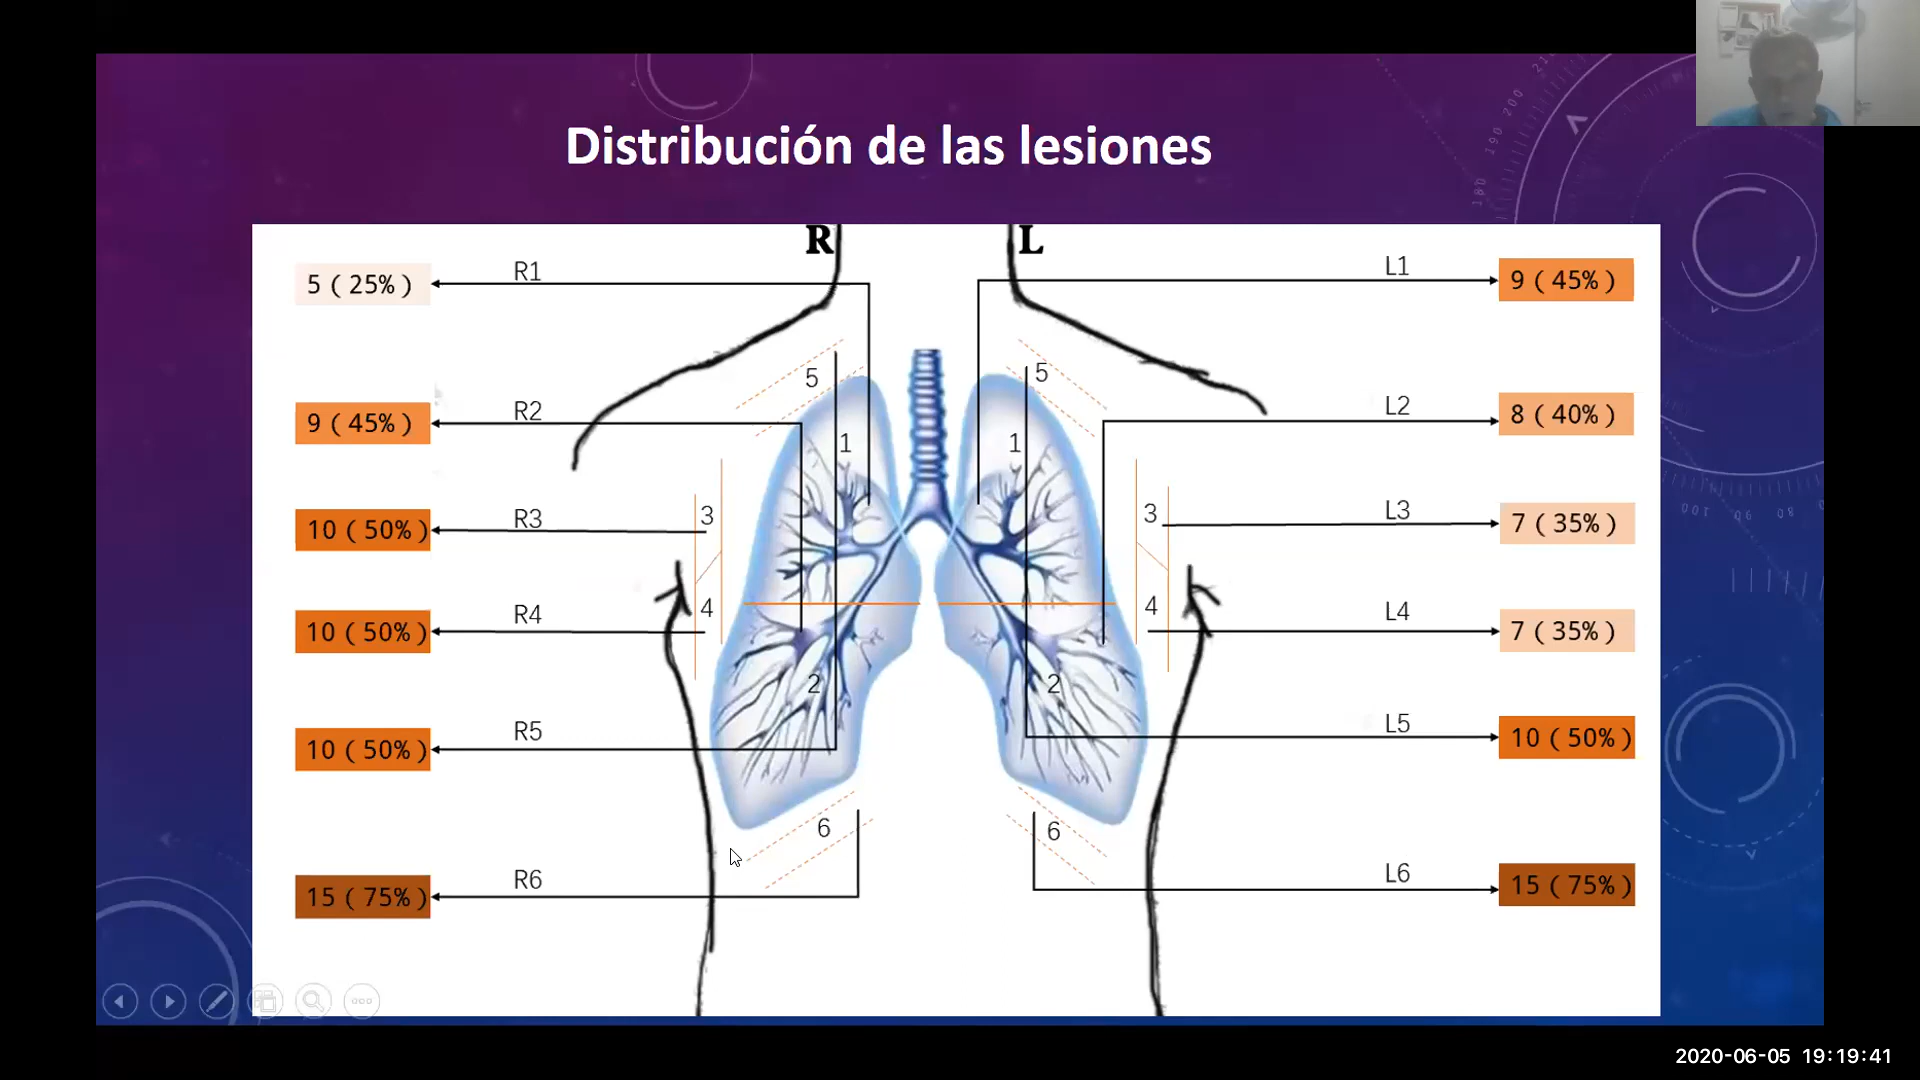 Distribución de las lesiones
R L
5 ( 25% ) R1 L1 9 ( 45% )
5 5
9 ( 45% ) R2 L2 8 ( 40% )
1 1
10 ( 50% ) R3 3 3 L3 7 ( 35% )
10 ( 50% ) R4 4 4 L4 7 ( 35% )
2 2
10 ( 50% ) R5 L5 10 ( 50% )
6 6
15 ( 75% ) R6 L6 15 ( 75% )
2020-06-05 19:19:41